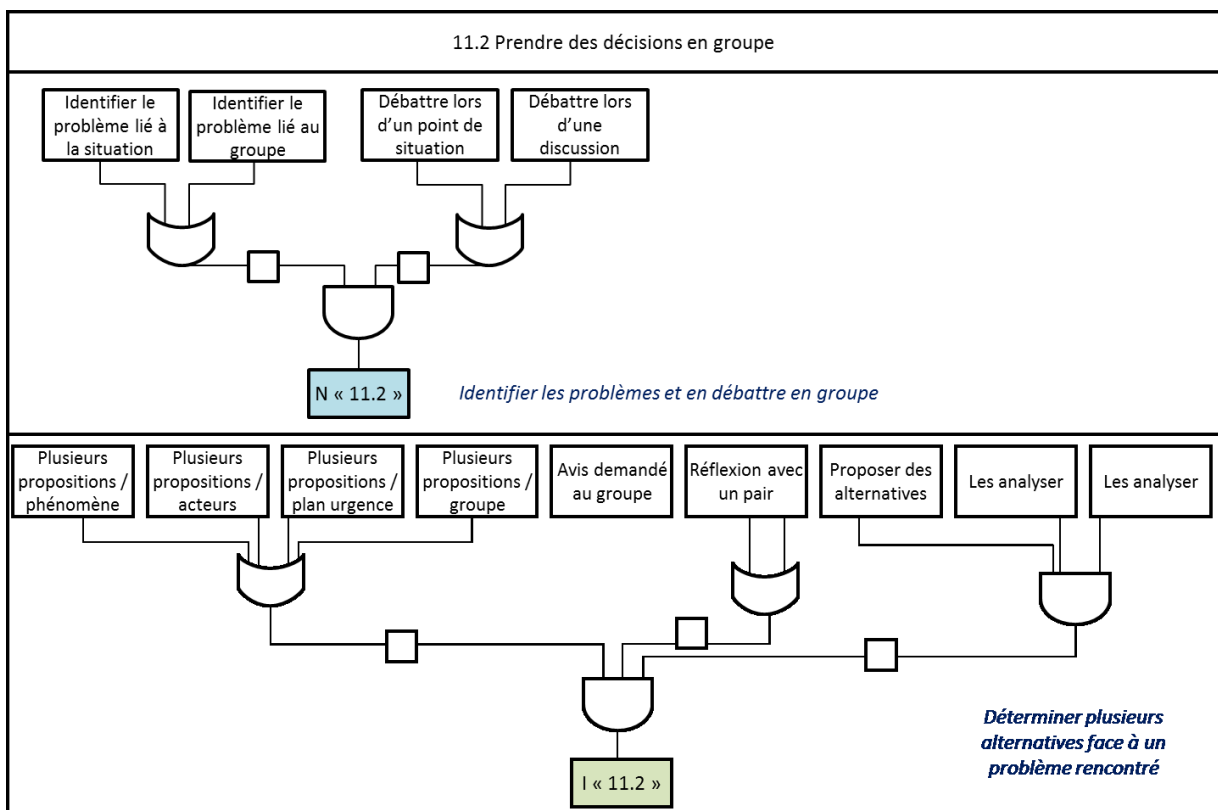 11.2 Prendre des décisions en groupe
Identifier le
problème lié à
la situation
Identifier le
problème lié au
groupe
Débattre lors
d’un point de
situation
Débattre lors
d’une
discussion
N « 11.2 »
Identifier les problèmes et en débattre en groupe
Plusieurs
propositions /
phénomène
Plusieurs
propositions /
acteurs
Plusieurs
propositions /
plan urgence
Plusieurs
propositions /
groupe
Avis demandé
au groupe
Réflexion avec
un pair
Proposer des
alternatives
Les analyser
Les analyser
Déterminer plusieurs
alternatives face à un
problème rencontré
I « 11.2 »